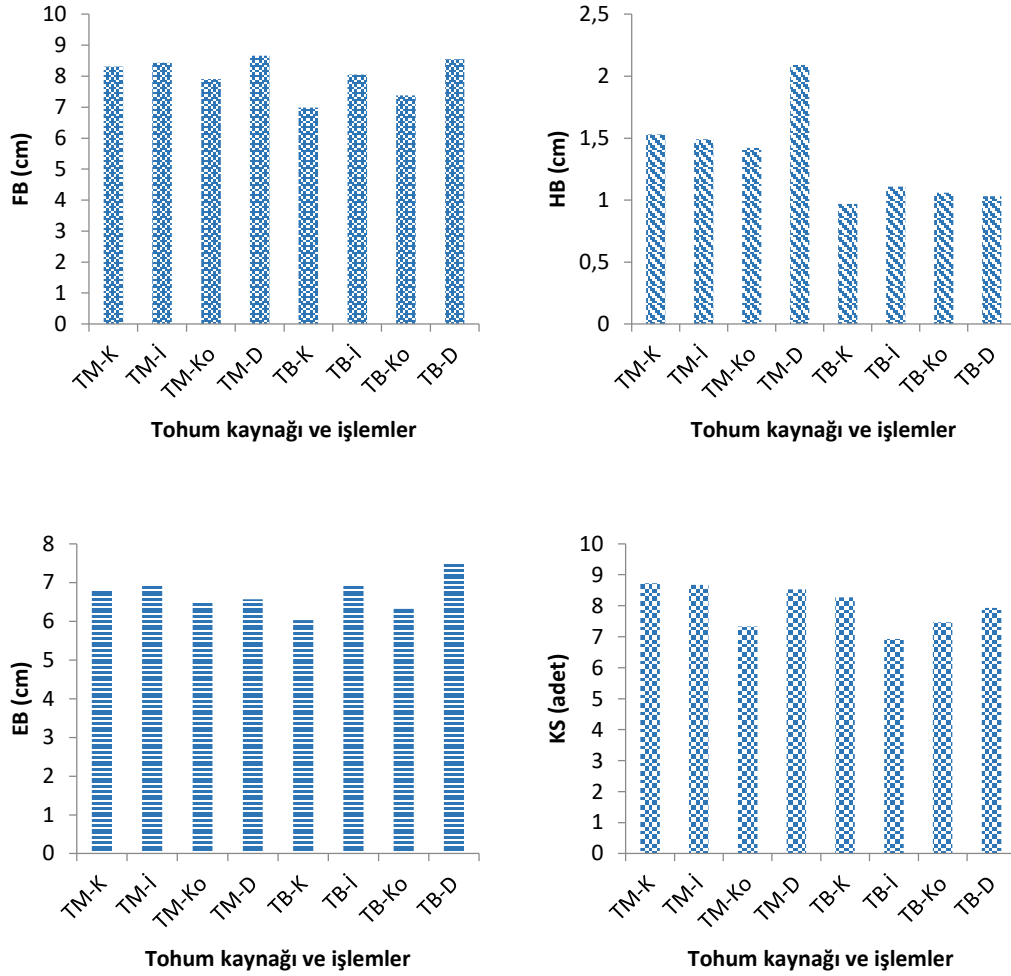 10
9
8
7
6
5
4
3
2
1
0
FB (cm)
TM-K
TM-İ
TM-Ko
TM-D
TB-K
TB-İ
TB-Ko
TB-D
Tohum kaynağı ve işlemler
2,5
2
1,5
1
0,5
0
HB (cm)
TM-K
TM-İ
TM-Ko
TM-D
TB-K
TB-İ
TB-Ko
TB-D
Tohum kaynağı ve işlemler
8
7
6
5
4
3
2
1
0
EB (cm)
TM-K
TM-İ
TM-Ko
TM-D
TB-K
TB-İ
TB-Ko
TB-D
Tohum kaynağı ve işlemler
10
9
8
7
6
5
4
3
2
1
0
KS (adet)
TM-K
TM-İ
TM-Ko
TM-D
TB-K
TB-İ
TB-Ko
TB-D
Tohum kaynağı ve işlemler